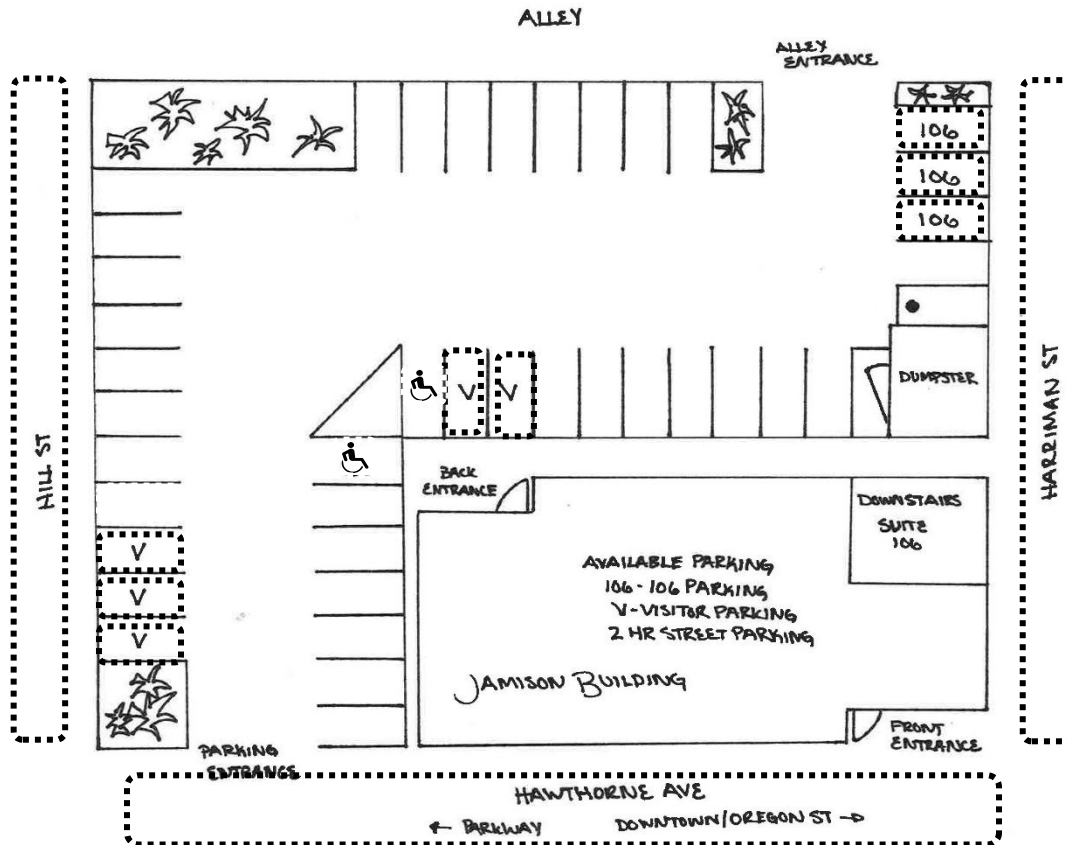 ALLEY
ALLEY
ENTRANCE
106
106
106
HILL ST
HARRIMAN ST
V
V
DUMPSTER
BACK
ENTRANCE
DOWNSTAIRS
SUITE
106
V
V
V
AVAILABLE PARKING
106-106 PARKING
V-VISITOR PARKING
2 HR STREET PARKING
JAMISON BUILDING
FRONT
ENTRANCE
PARKING
ENTRANCE
HAWTHORNE AVE
← PARKWAY DOWNTOWN/OREGON ST →